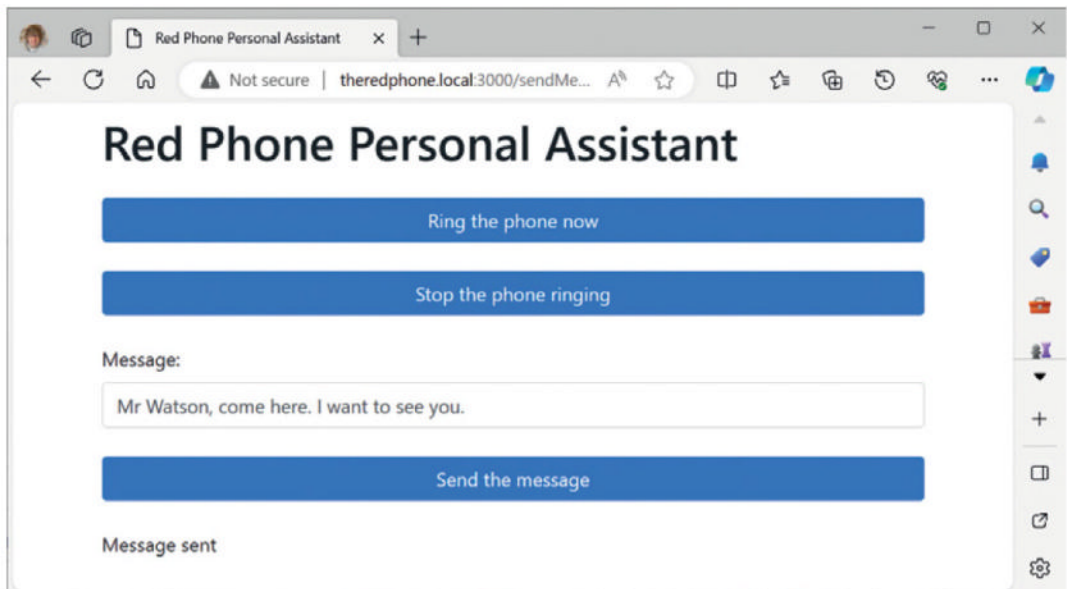 Red Phone Personal Assistant
Not secure | theredphone.local:3000/sendMe...
Red Phone Personal Assistant
Ring the phone now
Stop the phone ringing
Message:
Mr Watson, come here. I want to see you.
Send the message
Message sent